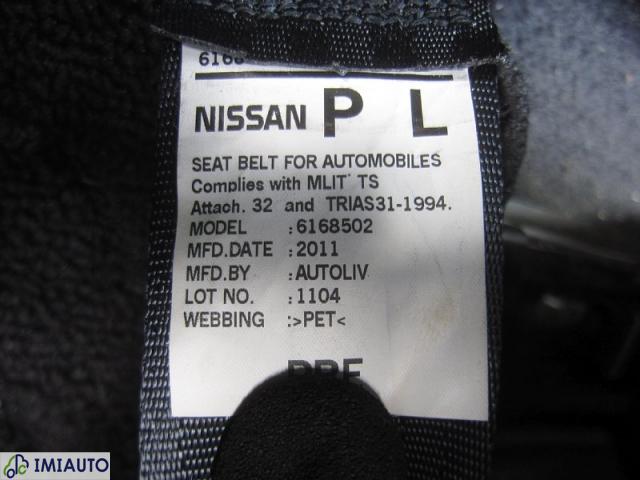 NISSAN P L
SEAT BELT FOR AUTOMOBILES
Complies with MLIT TS
Attach. 32 and TRIAS31-1994.
MODEL :6168502
MFD.DATE :2011
MFD.BY :AUTOLIV
LOT NO. :1104
WEBBING :>PET<
IMIAUTO